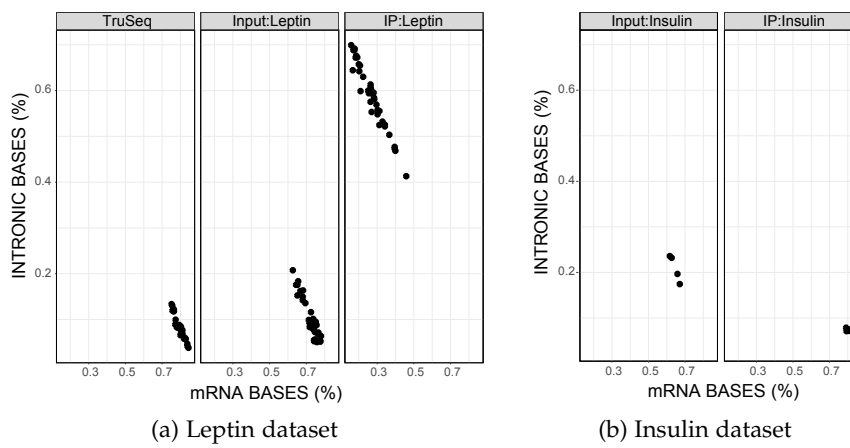 TruSeq Input:Leptin IP:Leptin
INTRONIC BASES (%)
0.6
0.4
0.2
0.3 0.5 0.7 0.3 0.5 0.7 0.3 0.5 0.7
mRNA BASES (%)
(a) Leptin dataset
Input:Insulin IP:Insulin
INTRONIC BASES (%)
0.6
0.4
0.2
0.3 0.5 0.7 0.3 0.5 0.7
mRNA BASES (%)
(b) Insulin dataset